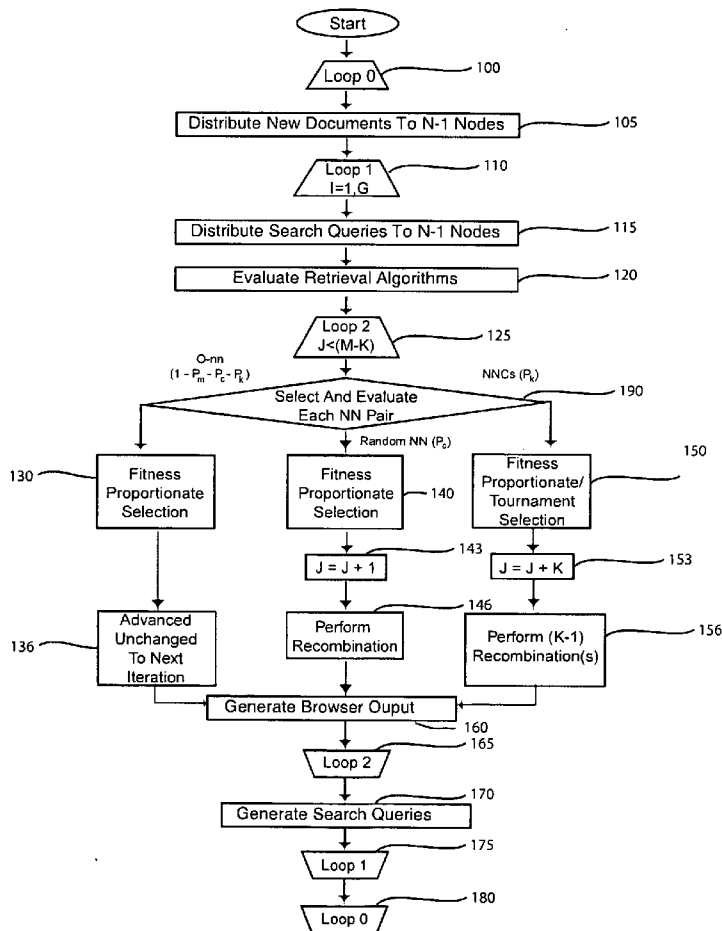 Start
Loop 0
100
Distribute New Documents To N-1 Nodes
105
Loop 1
I=1,G
110
Distribute Search Queries To N-1 Nodes
115
Evaluate Retrieval Algorithms
120
Loop 2
J<(M-K)
125
O-nn
(1 - Pm - Pc - Pk)
NNCs (Pk)
Select And Evaluate
Each NN Pair
190
Random NN (Pc)
130
Fitness
Proportionate
Selection
Fitness
Proportionate
Selection
140
Fitness
Proportionate/
Tournament
Selection
150
J = J + 1
143
J = J + K
153
136
Advanced
Unchanged
To Next
Iteration
Perform
Recombination
146
Perform (K-1)
Recombination(s)
156
Generate Browser Ouput
160
Loop 2
165
170
Generate Search Queries
Loop 1
175
Loop 0
180